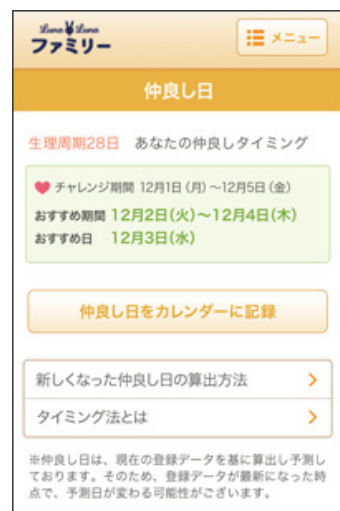 Luna Luna
ファミリー
メニュー
仲良し日
生理周期28日 あなたの仲良しタイミング
チャレンジ期間 12月1日(月)～12月5日(金)
おすすめ期間 12月2日(火)～12月4日(木)
おすすめ日 12月3日(水)
仲良し日をカレンダーに記録
新しくなった仲良し日の算出方法
タイミング法とは
※仲良し日は、現在の登録データを基に算出し予測し
ております。そのため、登録データが最新になった時
点で、予測日が変わる可能性がございます。